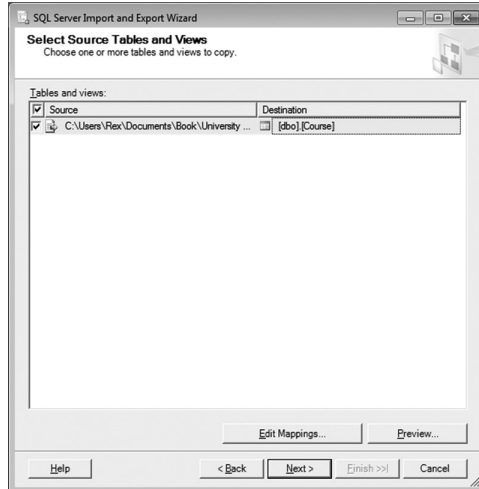 SQL Server Import and Export Wizard
Select Source Tables and Views
Choose one or more tables and views to copy.
Tables and views:
Source Destination
C:\Users\Rex\Documents\Book\University ... [dbo].[Course]
Edit Mappings... Preview...
Help < Back Next > Finish >>| Cancel